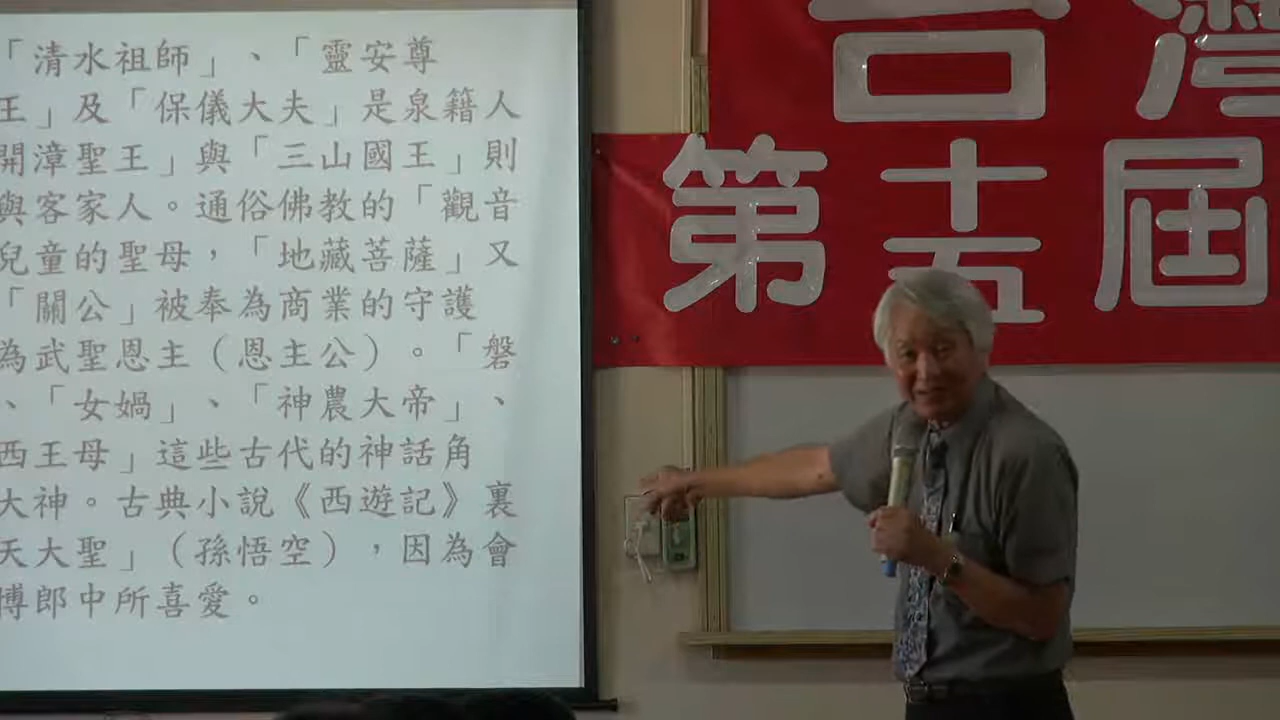 「清水祖師」、「靈安尊
王」及「保儀大夫」是泉籍人
開漳聖王」與「三山國王」則
與客家人。通俗佛教的「觀音
兒童的聖母，「地藏菩薩」又
「關公」被奉為商業的守護
為武聖恩主（恩主公）。「磐
、「女媧」、「神農大帝」、
西王母」這些古代的神話角
大神。古典小說《西遊記》裏
天大聖」（孫悟空），因為會
博郎中所喜愛。
台灣
第十五屆